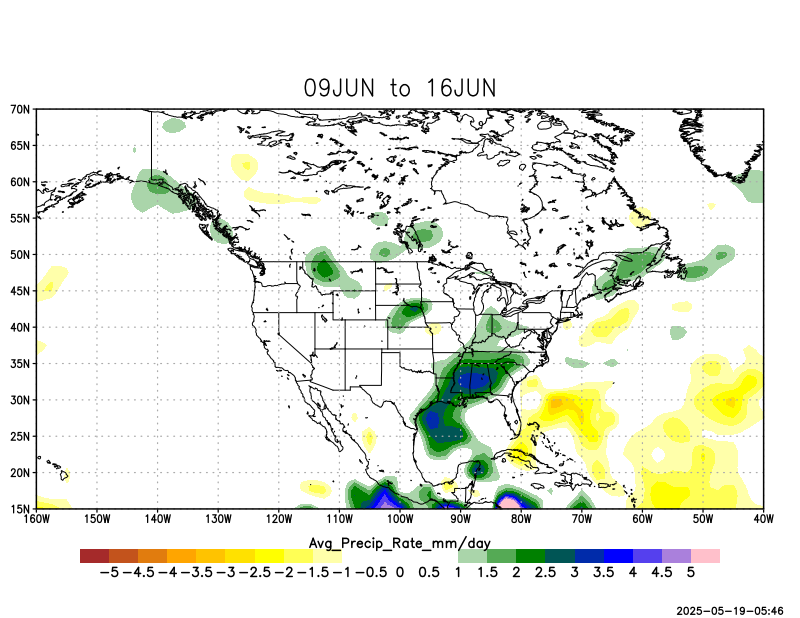 09JUN to 16JUN
70N
65N
60N
55N
50N
45N
40N
35N
30N
25N
20N
15N
160W 150W 140W 130W 120W 110W 100W 90W 80W 70W 60W 50W 40W
Avg_Precip_Rate_mm/day
-5 -4.5 -4 -3.5 -3 -2.5 -2 -1.5 -1 -0.5 0 0.5 1 1.5 2 2.5 3 3.5 4 4.5 5
2025-05-19-05:46